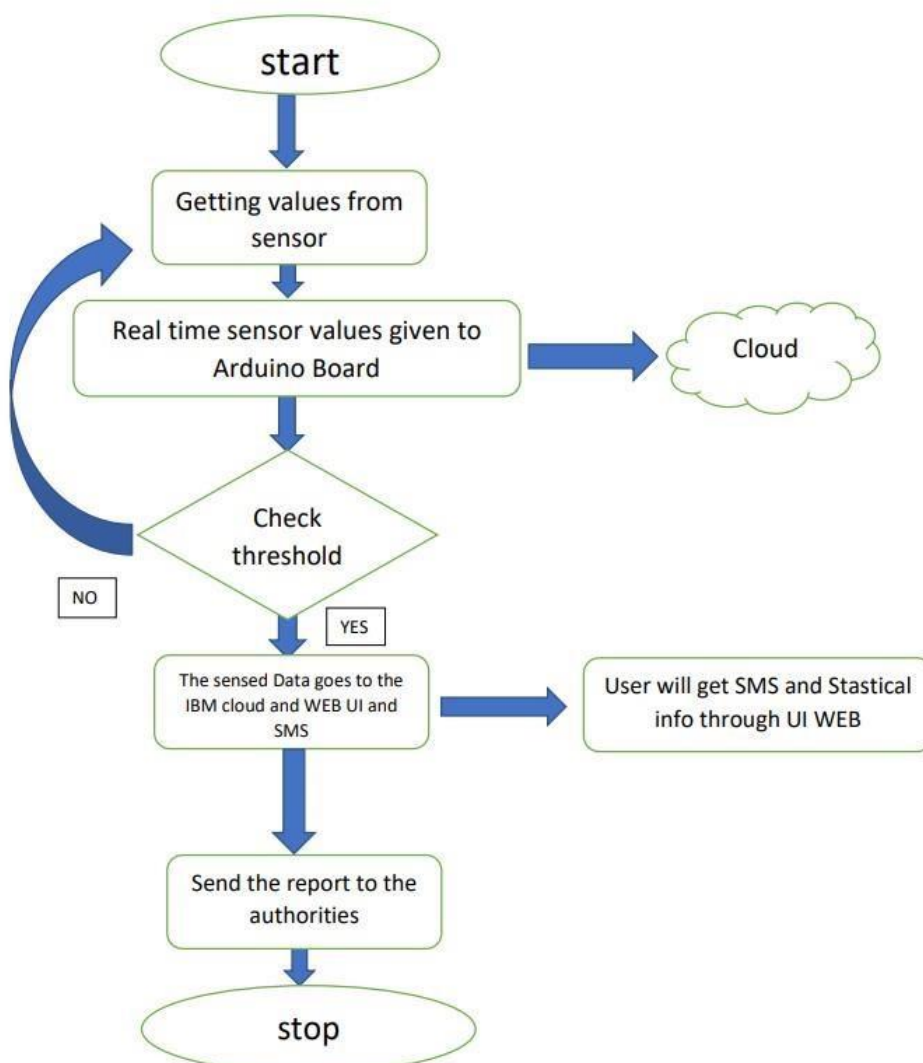 start
Getting values from
sensor
Real time sensor values given to
Arduino Board
Cloud
Check
threshold
NO
YES
The sensed Data goes to the
IBM cloud and WEB UI and
SMS
User will get SMS and Stastical
info through UI WEB
Send the report to the
authorities
stop